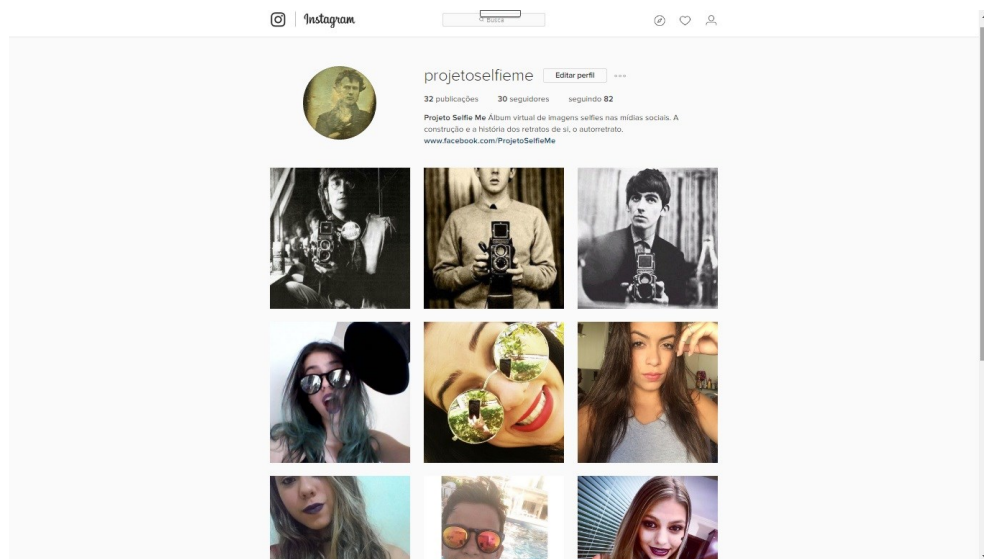 Instagram
Busca
projetoselfieme Editar perfil
32 publicações 30 seguidores seguindo 82
Projeto Selfie Me Álbum virtual de imagens selfies nas mídias sociais. A
construção e a história dos retratos de si, o autorretrato.
www.facebook.com/ProjetoSelfieMe